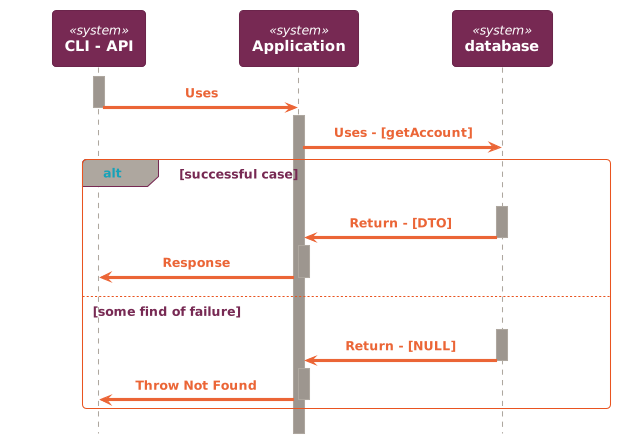 «system»
CLI - API
«system»
Application
«system»
database
Uses
Uses - [getAccount]
alt
[successful case]
Return - [DTO]
Response
[some find of failure]
Return - [NULL]
Throw Not Found